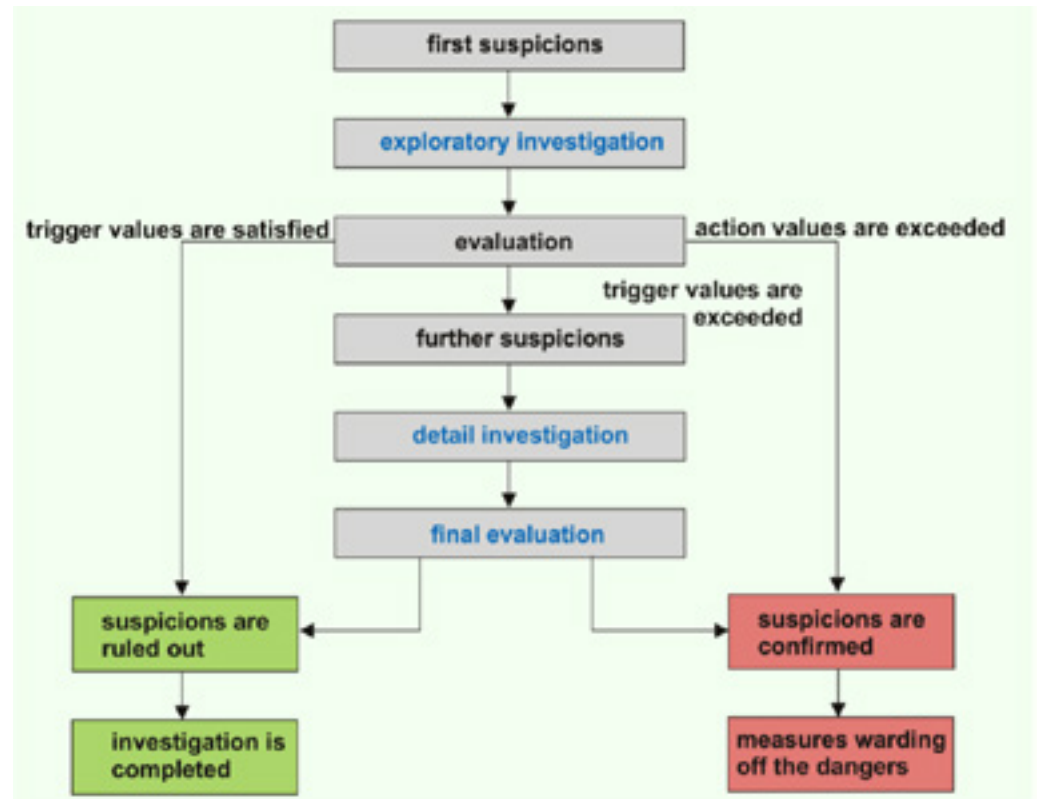 first suspicions
exploratory investigation
trigger values are satisfied
evaluation
action values are exceeded
trigger values are
exceeded
further suspicions
detail investigation
final evaluation
suspicions are
ruled out
suspicions are
confirmed
investigation is
completed
measures warding
off the dangers